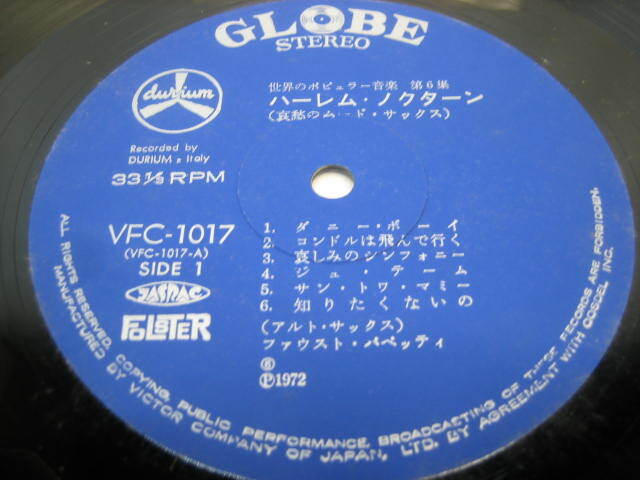 GLOBE
STEREO
durium
世界のポピュラー音楽 第6集
ハーレム・ノクターン
(哀愁のムード・サックス)
Recorded by
DURIUM e Italy
33 1/3 RPM
VFC-1017
(VFC-1017-A)
SIDE 1
JASRAC
FOLSTER
1. ダニー・ボーイ
2. コンドルは飛んで行く
3. 哀しみのシンフォニー
4. ジュ・テーム
5. サン・トワ・マミー
6. 知りたくないの
(アルト・サックス)
ファウスト・パペッティ
Ⓟ1972
ALL RIGHTS RESERVED. COPYING, PUBLIC PERFORMANCE, BROADCASTING OF THESE RECORDS ARE FORBIDDEN.
MANUFACTURED BY VICTOR COMPANY OF JAPAN, LTD. BY AGREEMENT WITH COSDEL INC.